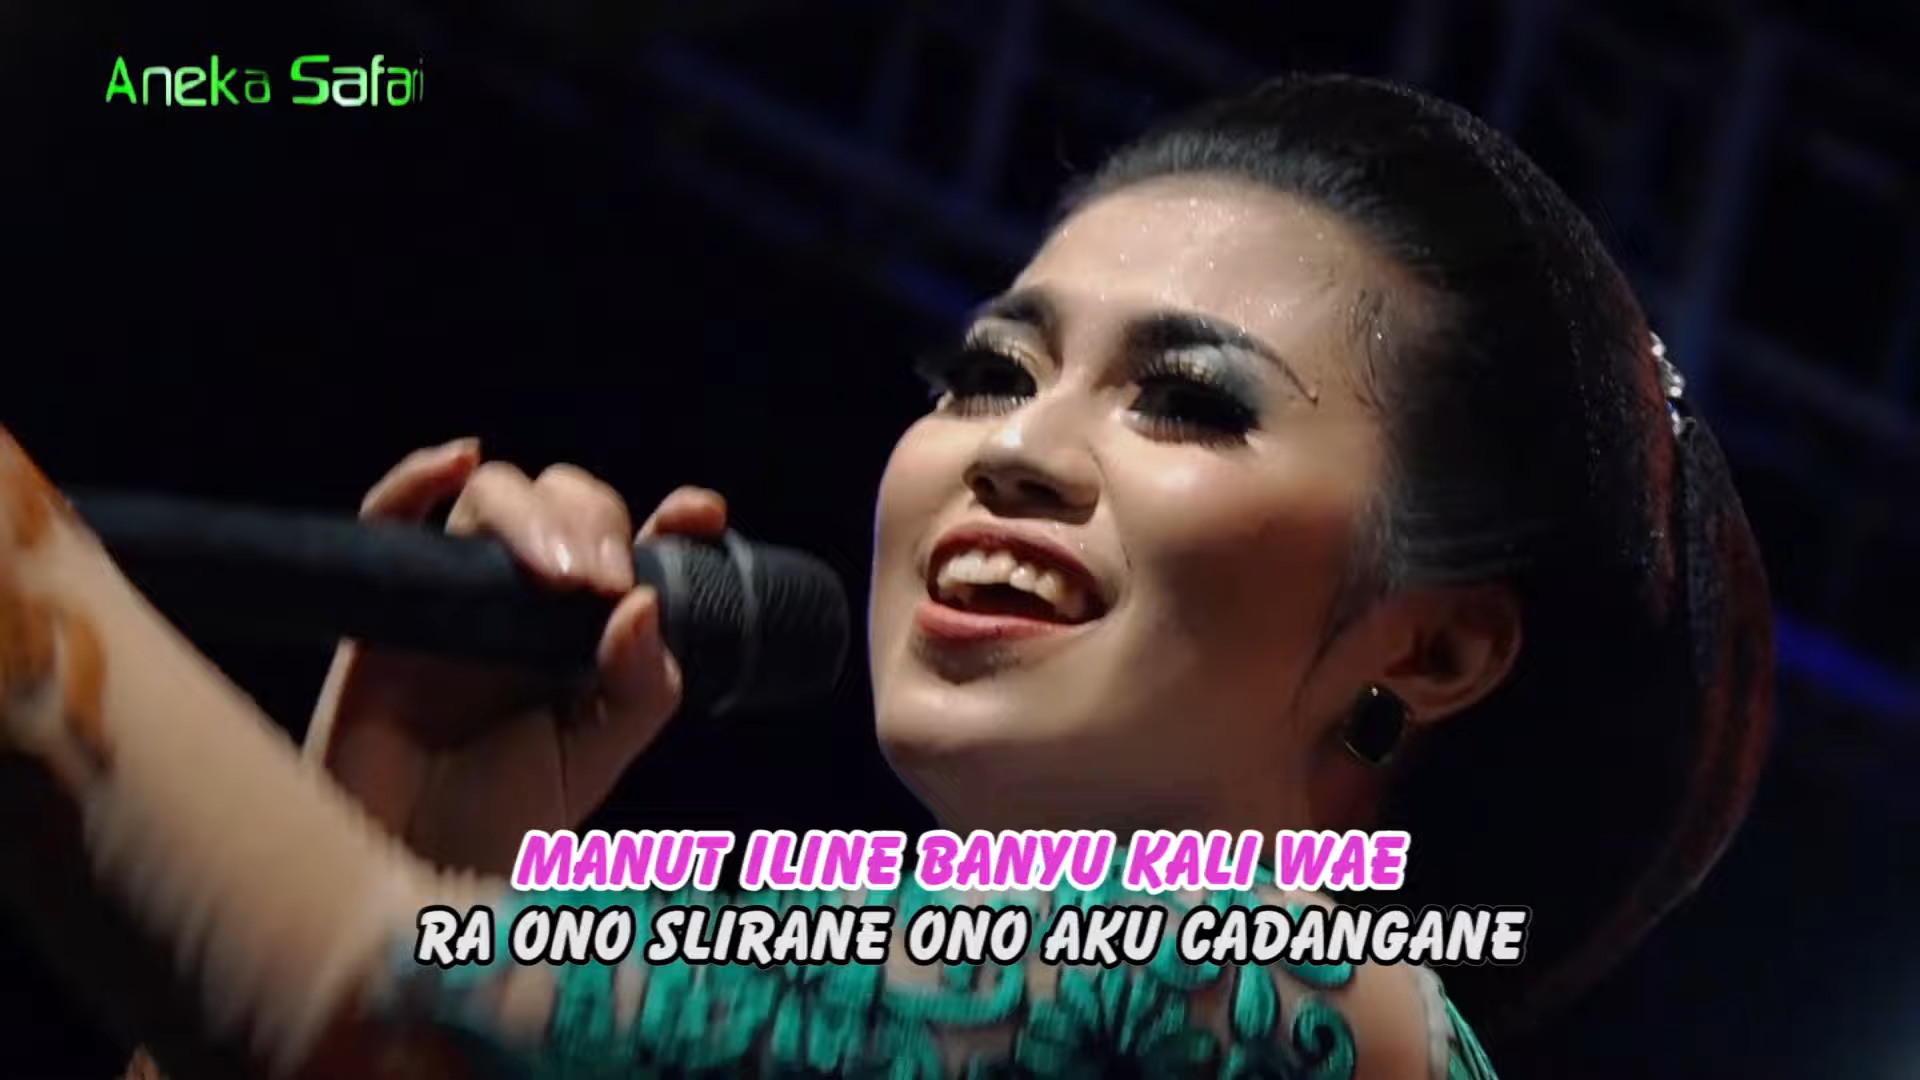 Aneka Safari
MANUT ILINE BANYU KALI WAE
RA ONO SLIRANE ONO AKU CADANGANE